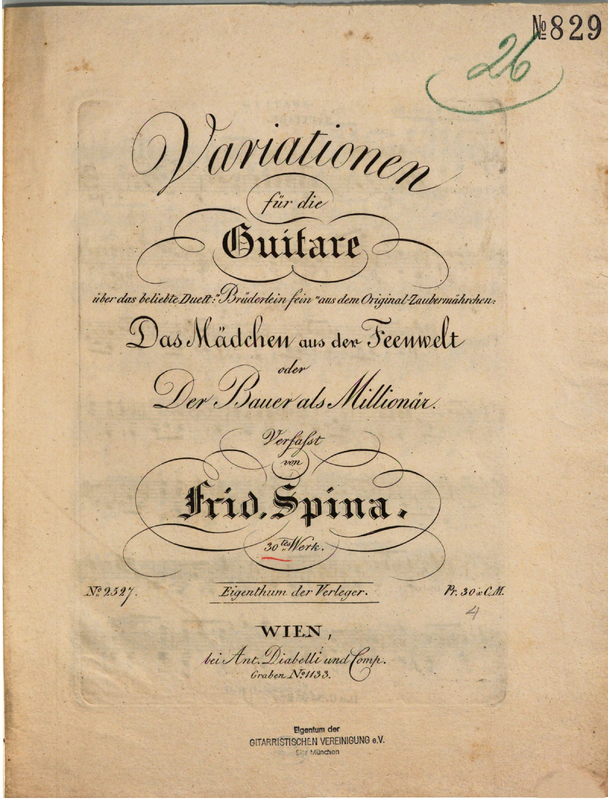 №829
26
Variationen
für die
Guitare
über das beliebte Duett: "Brüderlein fein" aus dem Original-Zaubermährchen:
Das Mädchen aus der Feenwelt
oder
Der Bauer als Millionär.
Verfasst
von
Frid. Spina.
30tes Werk.
No 2527. Eigenthum der Verleger. Pr. 30 x C.M.
4
WIEN,
bei Ant. Diabelli und Comp.
Graben No 1133.
Eigentum der
GITARRISTISCHEN VEREINIGUNG e.V.
Sitz München